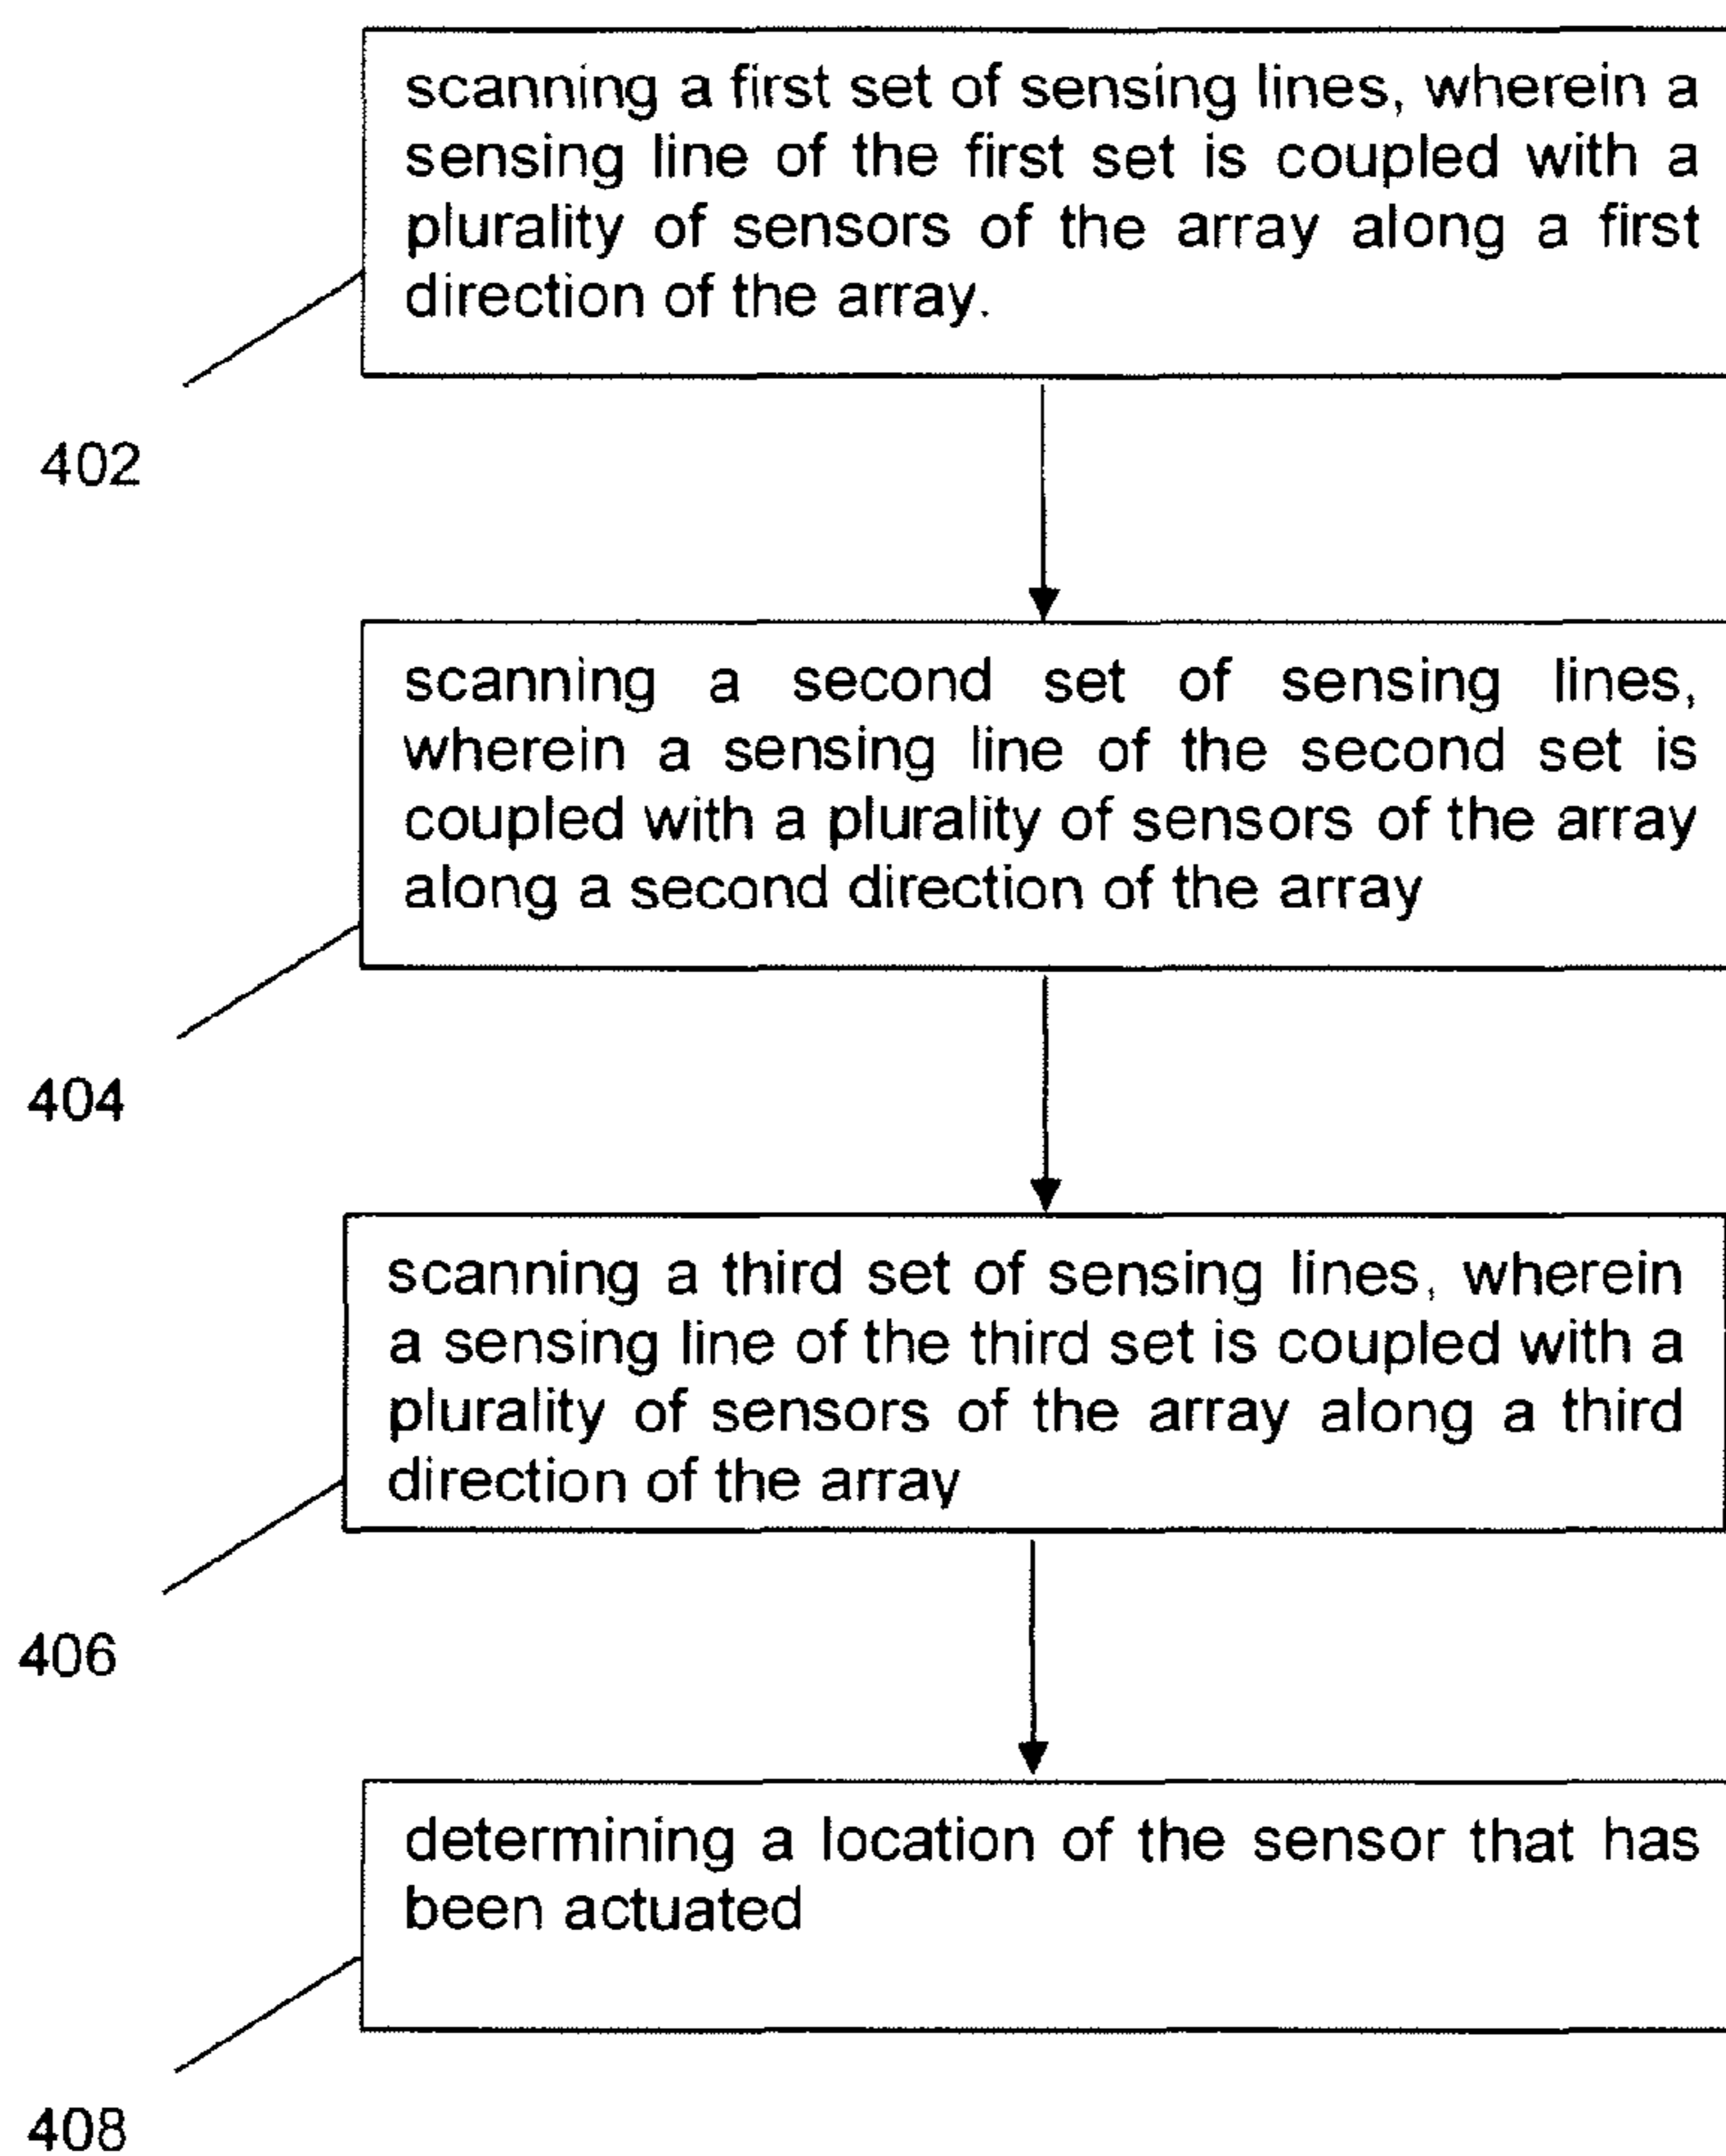 scanning a first set of sensing lines, wherein a
sensing line of the first set is coupled with a
plurality of sensors of the array along a first
direction of the array.
402
scanning a second set of sensing lines,
wherein a sensing line of the second set is
coupled with a plurality of sensors of the array
along a second direction of the array
404
scanning a third set of sensing lines, wherein
a sensing line of the third set is coupled with a
plurality of sensors of the array along a third
direction of the array
406
determining a location of the sensor that has
been actuated
408